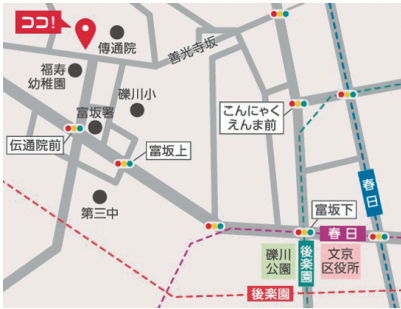 ココ!
傳通院
善光寺坂
福寿
幼稚園
礫川小
富坂署
こんにゃく
えんま前
伝通院前
富坂上
春日
第三中
富坂下
春日
礫川
公園
後楽園
文京
区役所
後楽園